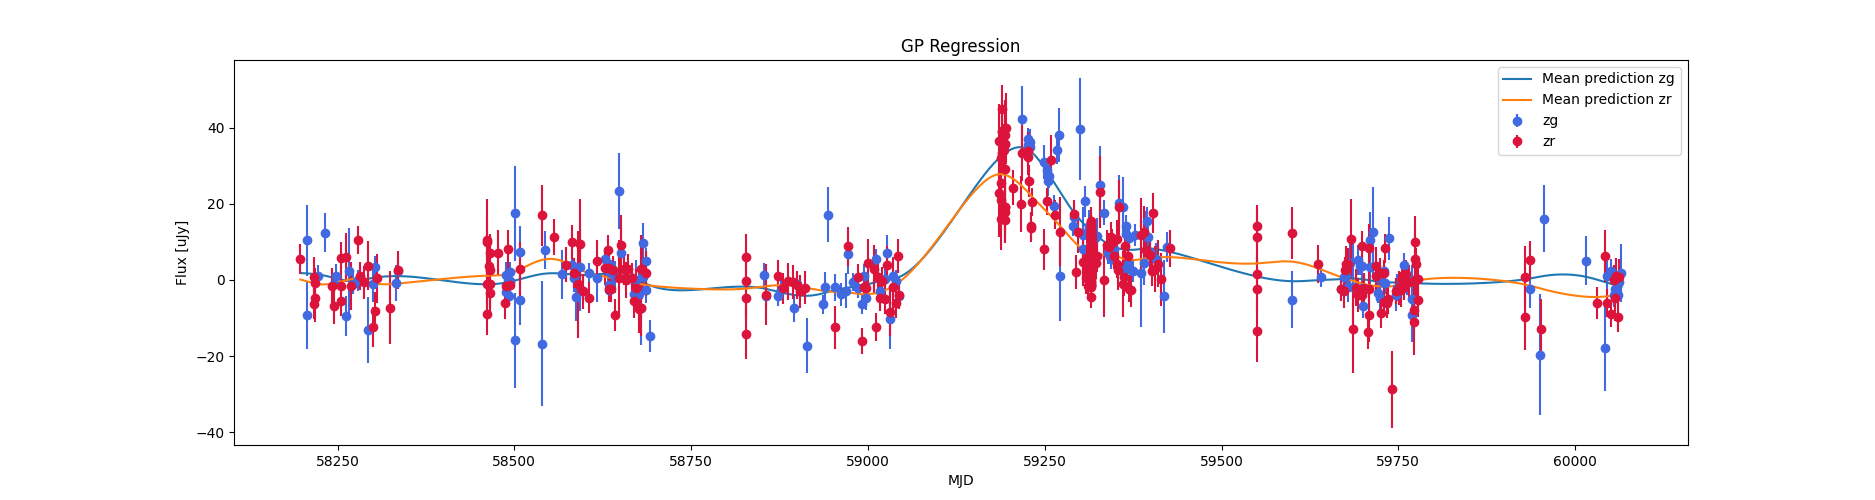 GP Regression
Flux [uJy]
40
20
0
−20
−40
58250
58500
58750
59000
59250
59500
59750
60000
MJD
Mean prediction zg
Mean prediction zr
zg
zr